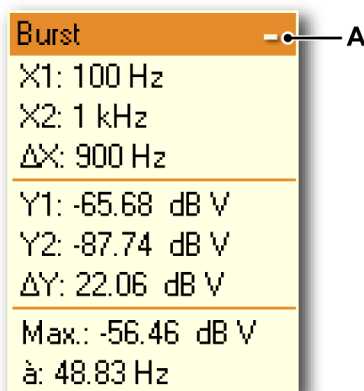 Burst
A
X1: 100 Hz
X2: 1 kHz
ΔX: 900 Hz
Y1: -65.68 dB V
Y2: -87.74 dB V
ΔY: 22.06 dB V
Max.: -56.46 dB V
à: 48.83 Hz